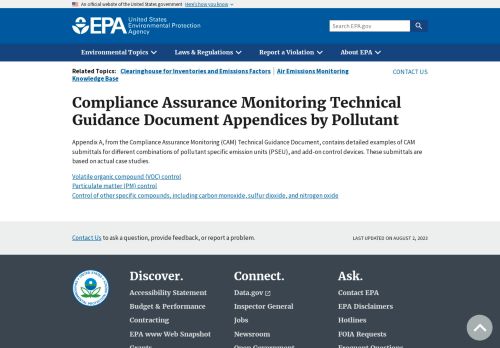 An official website of the United States government Here's how you know
EPA United States
Environmental Protection
Agency
Search EPA.gov
Environmental Topics Laws & Regulations Report a Violation About EPA
Related Topics: Clearinghouse for Inventories and Emissions Factors | Air Emissions Monitoring
Knowledge Base
CONTACT US
Compliance Assurance Monitoring Technical
Guidance Document Appendices by Pollutant
Appendix A, from the Compliance Assurance Monitoring (CAM) Technical Guidance Document, contains detailed examples of CAM
submittals for different combinations of pollutant specific emission units (PSEU), and add-on control devices. These submittals are
based on actual case studies.
Volatile organic compound (VOC) control
Particulate matter (PM) control
Control of other specific compounds, including carbon monoxide, sulfur dioxide, and nitrogen oxide
Contact Us to ask a question, provide feedback, or report a problem.
LAST UPDATED ON AUGUST 2, 2023
Discover. Connect. Ask.
Accessibility Statement Data.gov Contact EPA
Budget & Performance Inspector General EPA Disclaimers
Contracting Jobs Hotlines
EPA www Web Snapshot Newsroom FOIA Requests
Grants Open Government Frequent Questions